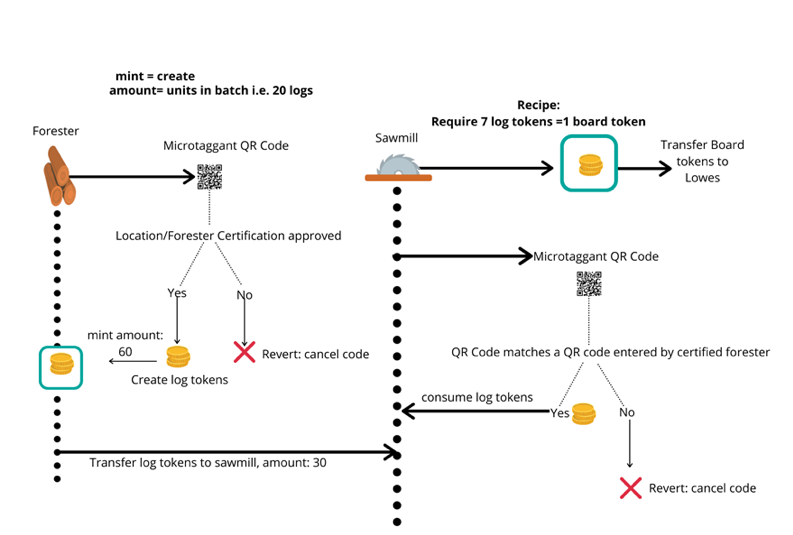 mint = create
amount= units in batch i.e. 20 logs
Recipe:
Require 7 log tokens =1 board token
Forester
Microtaggant QR Code
Sawmill
Transfer Board
tokens to
Lowes
Location/Forester Certification approved
Yes
No
mint amount:
60
Revert: cancel code
Create log tokens
Microtaggant QR Code
QR Code matches a QR code entered by certified forester
consume log tokens
Yes
No
Transfer log tokens to sawmill, amount: 30
Revert: cancel code